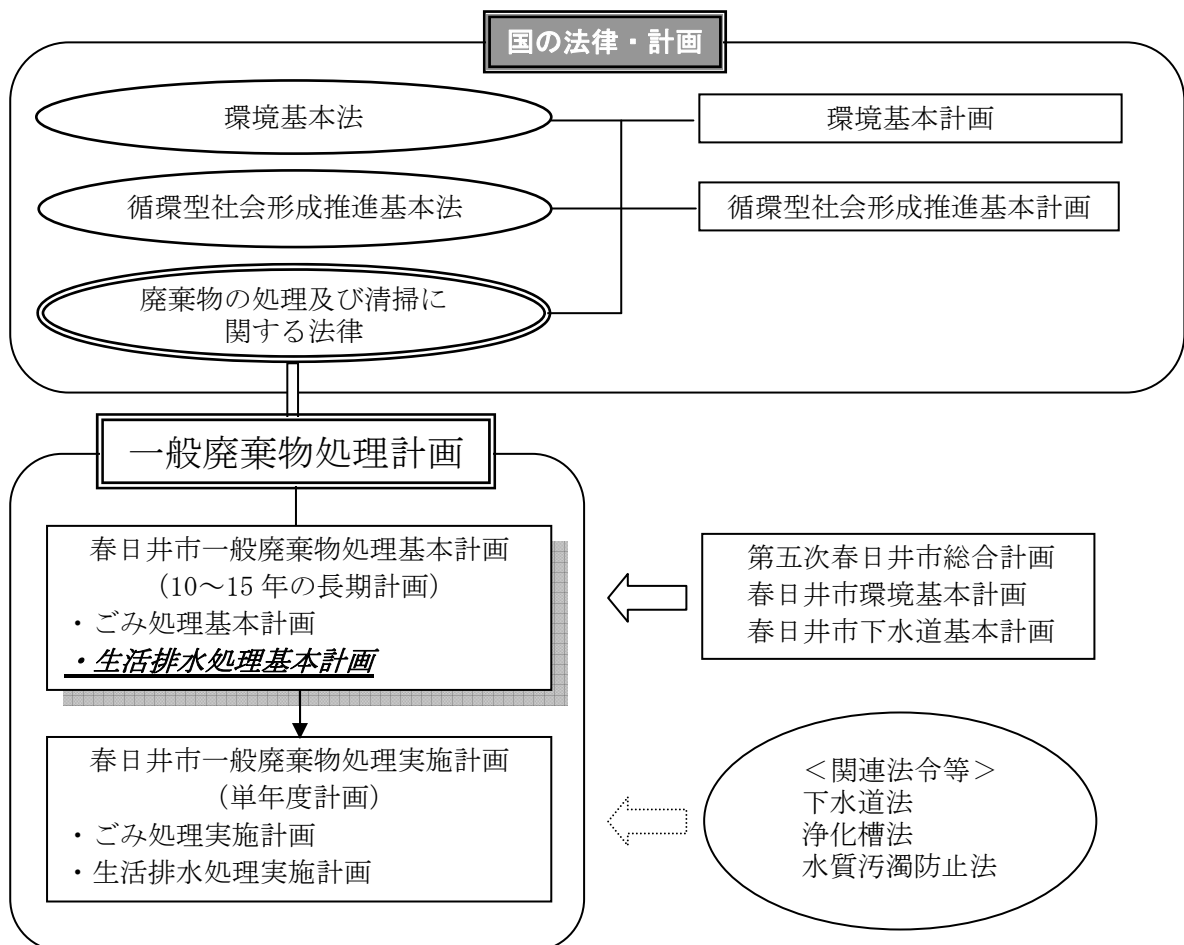 国の法律・計画
環境基本法
環境基本計画
循環型社会形成推進基本法
循環型社会形成推進基本計画
廃棄物の処理及び清掃に
関する法律
一般廃棄物処理計画
春日井市一般廃棄物処理基本計画
（10～15 年の長期計画）
・ごみ処理基本計画
・生活排水処理基本計画
第五次春日井市総合計画
春日井市環境基本計画
春日井市下水道基本計画
春日井市一般廃棄物処理実施計画
（単年度計画）
・ごみ処理実施計画
・生活排水処理実施計画
＜関連法令等＞
下水道法
浄化槽法
水質汚濁防止法